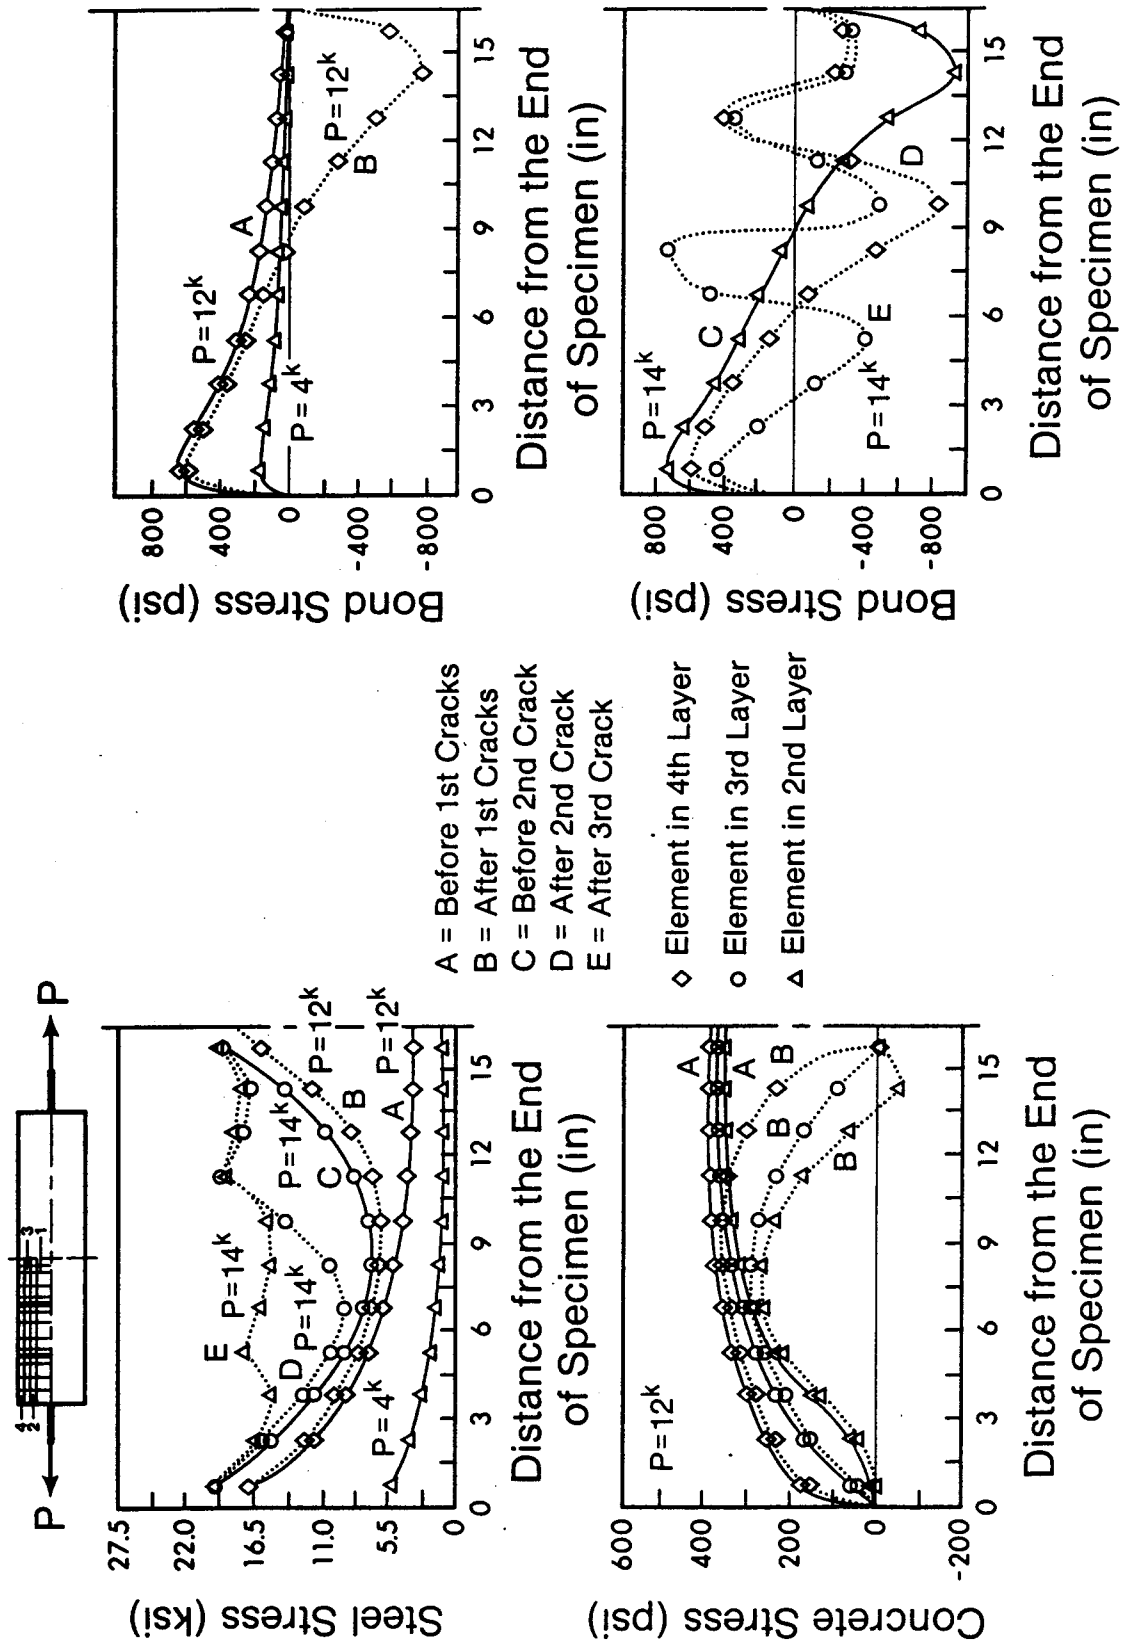 P
P
4
2
3
1
Steel Stress (ksi)
27.5
22.0
16.5
11.0
5.5
0
E
P=14ᵏ
D
P=14ᵏ
P=14ᵏ
C
P=12ᵏ
B
A
P=12ᵏ
P=4ᵏ
0 3 6 9 12 15
Distance from the End
of Specimen (in)
Bond Stress (psi)
800
400
0
-400
-800
P=12ᵏ
A
P=4ᵏ
P=12ᵏ
B
0 3 6 9 12 15
Distance from the End
of Specimen (in)
A = Before 1st Cracks
B = After 1st Cracks
C = Before 2nd Crack
D = After 2nd Crack
E = After 3rd Crack
Element in 4th Layer
Element in 3rd Layer
Element in 2nd Layer
Concrete Stress
(psi)
600
400
200
0
-200
P=12ᵏ
A
A
B
B
B
0 3 6 9 12 15
Distance from the End
of Specimen (in)
Bond Stress (psi)
800
400
0
-400
-800
P=14ᵏ
C
P=14ᵏ
E
D
0 3 6 9 12 15
Distance from the End
of Specimen (in)